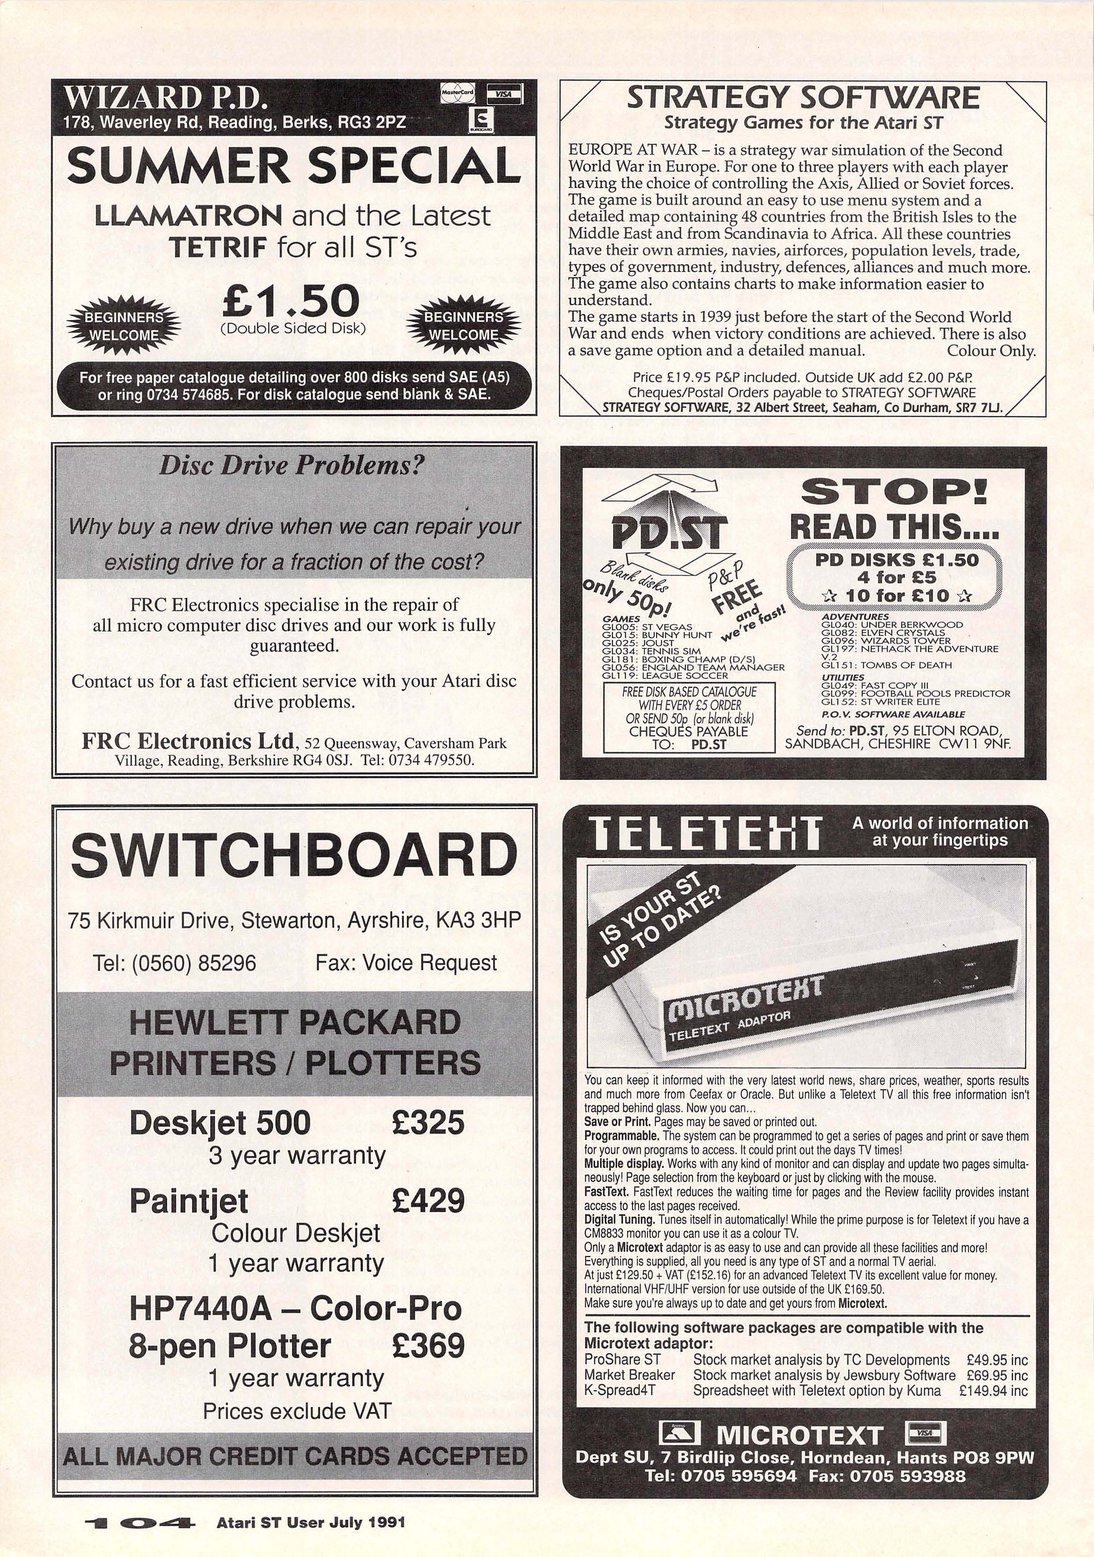 WIZARD P.D.
MasterCard
VISA
178, Waverley Rd, Reading, Berks, RG3 2PZ
E
EUROCARD
SUMMER SPECIAL
LLAMATRON and the Latest
TETRIF for all ST's
£1.50
(Double Sided Disk)
BEGINNERS
WELCOME
BEGINNERS
WELCOME
For free paper catalogue detailing over 800 disks send SAE (A5)
or ring 0734 574685. For disk catalogue send blank & SAE.
STRATEGY SOFTWARE
Strategy Games for the Atari ST
EUROPE AT WAR – is a strategy war simulation of the Second
World War in Europe. For one to three players with each player
having the choice of controlling the Axis, Allied or Soviet forces.
The game is built around an easy to use menu system and a
detailed map containing 48 countries from the British Isles to the
Middle East and from Scandinavia to Africa. All these countries
have their own armies, navies, airforces, population levels, trade,
types of government, industry, defences, alliances and much more.
The game also contains charts to make information easier to
understand.
The game starts in 1939 just before the start of the Second World
War and ends when victory conditions are achieved. There is also
a save game option and a detailed manual. Colour Only.
Price £19.95 P&P included. Outside UK add £2.00 P&P.
Cheques/Postal Orders payable to STRATEGY SOFTWARE
STRATEGY SOFTWARE, 32 Albert Street, Seaham, Co Durham, SR7 7LJ.
Disc Drive Problems?
Why buy a new drive when we can repair your
existing drive for a fraction of the cost?
FRC Electronics specialise in the repair of
all micro computer disc drives and our work is fully
guaranteed.
Contact us for a fast efficient service with your Atari disc
drive problems.
FRC Electronics Ltd, 52 Queensway, Caversham Park
Village, Reading, Berkshire RG4 0SJ. Tel: 0734 479550.
PD.ST
Blank disks
only 50p!
P&P
FREE
and
we're fast!
GAMES
GL005: ST VEGAS
GL015: BUNNY HUNT
GL025: JOUST
GL034: TENNIS SIM
GL181: BOXING CHAMP (D/S)
GL056: ENGLAND TEAM MANAGER
GL119: LEAGUE SOCCER
FREE DISK BASED CATALOGUE
WITH EVERY £5 ORDER
OR SEND 50p (or blank disk)
CHEQUES PAYABLE
TO: PD.ST
STOP!
READ THIS....
PD DISKS £1.50
4 for £5
☆ 10 for £10 ☆
ADVENTURES
GL040: UNDER BERKWOOD
GL082: ELVEN CRYSTALS
GL096: WIZARDS TOWER
GL197: NETHACK THE ADVENTURE
V.2
GL151: TOMBS OF DEATH
UTILITIES
GL049: FAST COPY III
GL099: FOOTBALL POOLS PREDICTOR
GL152: ST WRITER ELITE
P.O.V. SOFTWARE AVAILABLE
Send to: PD.ST, 95 ELTON ROAD,
SANDBACH, CHESHIRE CW11 9NF.
SWITCHBOARD
75 Kirkmuir Drive, Stewarton, Ayrshire, KA3 3HP
Tel: (0560) 85296 Fax: Voice Request
HEWLETT PACKARD
PRINTERS / PLOTTERS
Deskjet 500 £325
3 year warranty
Paintjet £429
Colour Deskjet
1 year warranty
HP7440A – Color-Pro
8-pen Plotter £369
1 year warranty
Prices exclude VAT
ALL MAJOR CREDIT CARDS ACCEPTED
TELETEXT
A world of information
at your fingertips
IS YOUR ST
UP TO DATE?
MICROTEXT
TELETEXT ADAPTOR
You can keep it informed with the very latest world news, share prices, weather, sports results
and much more from Ceefax or Oracle. But unlike a Teletext TV all this free information isn't
trapped behind glass. Now you can...
Save or Print. Pages may be saved or printed out.
Programmable. The system can be programmed to get a series of pages and print or save them
for your own programs to access. It could print out the days TV times!
Multiple display. Works with any kind of monitor and can display and update two pages simulta-
neously! Page selection from the keyboard or just by clicking with the mouse.
FastText. FastText reduces the waiting time for pages and the Review facility provides instant
access to the last pages received.
Digital Tuning. Tunes itself in automatically! While the prime purpose is for Teletext if you have a
CM8833 monitor you can use it as a colour TV.
Only a Microtext adaptor is as easy to use and can provide all these facilities and more!
Everything is supplied, all you need is any type of ST and a normal TV aerial.
At just £129.50 + VAT (£152.16) for an advanced Teletext TV its excellent value for money.
International VHF/UHF version for use outside of the UK £169.50.
Make sure you're always up to date and get yours from Microtext.
The following software packages are compatible with the
Microtext adaptor:
ProShare ST Stock market analysis by TC Developments £49.95 inc
Market Breaker Stock market analysis by Jewsbury Software £69.95 inc
K-Spread4T Spreadsheet with Teletext option by Kuma £149.94 inc
MICROTEXT
VISA
Dept SU, 7 Birdlip Close, Horndean, Hants PO8 9PW
Tel: 0705 595694 Fax: 0705 593988
104 Atari ST User July 1991